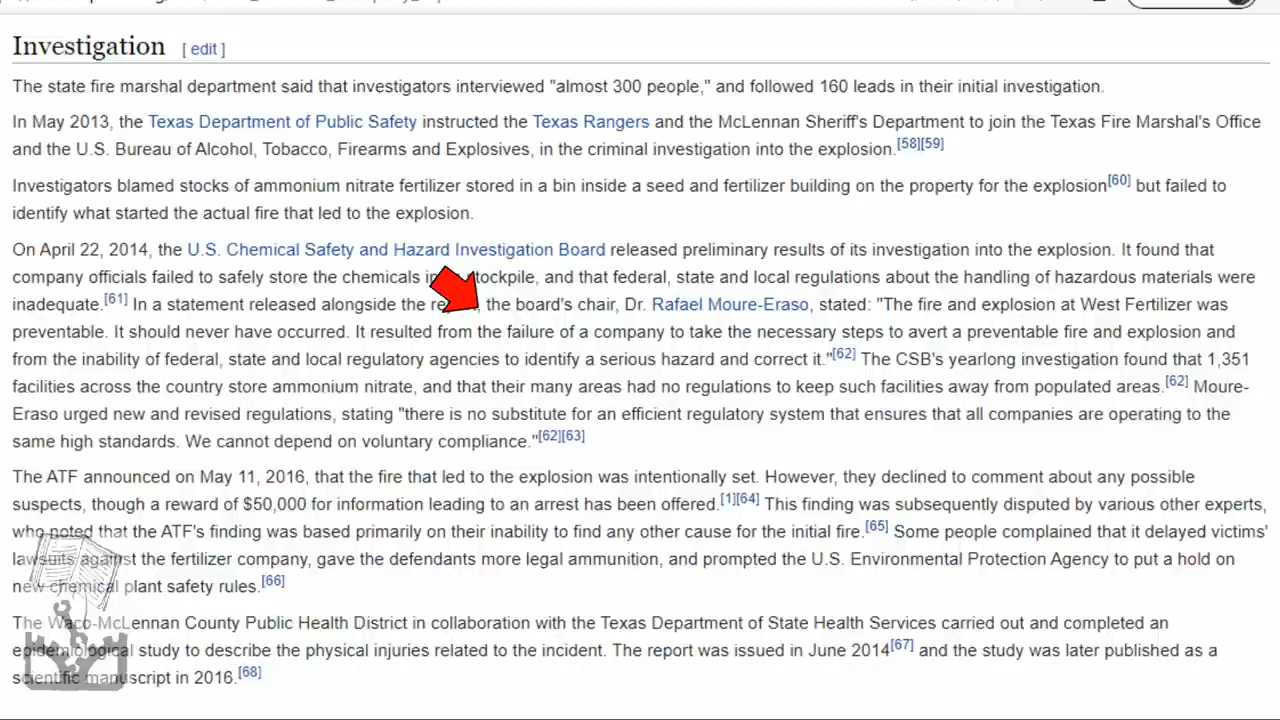 Investigation [ edit ]
The state fire marshal department said that investigators interviewed "almost 300 people," and followed 160 leads in their initial investigation.
In May 2013, the Texas Department of Public Safety instructed the Texas Rangers and the McLennan Sheriff's Department to join the Texas Fire Marshal's Office
and the U.S. Bureau of Alcohol, Tobacco, Firearms and Explosives, in the criminal investigation into the explosion.[58][59]
Investigators blamed stocks of ammonium nitrate fertilizer stored in a bin inside a seed and fertilizer building on the property for the explosion[60] but failed to
identify what started the actual fire that led to the explosion.
On April 22, 2014, the U.S. Chemical Safety and Hazard Investigation Board released preliminary results of its investigation into the explosion. It found that
company officials failed to safely store the chemicals in stockpile, and that federal, state and local regulations about the handling of hazardous materials were
inadequate.[61] In a statement released alongside the the board's chair, Dr. Rafael Moure-Eraso, stated: "The fire and explosion at West Fertilizer was
preventable. It should never have occurred. It resulted from the failure of a company to take the necessary steps to avert a preventable fire and explosion and
from the inability of federal, state and local regulatory agencies to identify a serious hazard and correct it."[62] The CSB's yearlong investigation found that 1,351
facilities across the country store ammonium nitrate, and that their many areas had no regulations to keep such facilities away from populated areas.[62] Moure-
Eraso urged new and revised regulations, stating "there is no substitute for an efficient regulatory system that ensures that all companies are operating to the
same high standards. We cannot depend on voluntary compliance."[62][63]
The ATF announced on May 11, 2016, that the fire that led to the explosion was intentionally set. However, they declined to comment about any possible
suspects, though a reward of $50,000 for information leading to an arrest has been offered.[1][64] This finding was subsequently disputed by various other experts,
who noted that the ATF's finding was based primarily on their inability to find any other cause for the initial fire.[65] Some people complained that it delayed victims'
lawsuits against the fertilizer company, gave the defendants more legal ammunition, and prompted the U.S. Environmental Protection Agency to put a hold on
new chemical plant safety rules.[66]
The Waco-McLennan County Public Health District in collaboration with the Texas Department of State Health Services carried out and completed an
epidemiological study to describe the physical injuries related to the incident. The report was issued in June 2014[67] and the study was later published as a
scientific manuscript in 2016.[68]